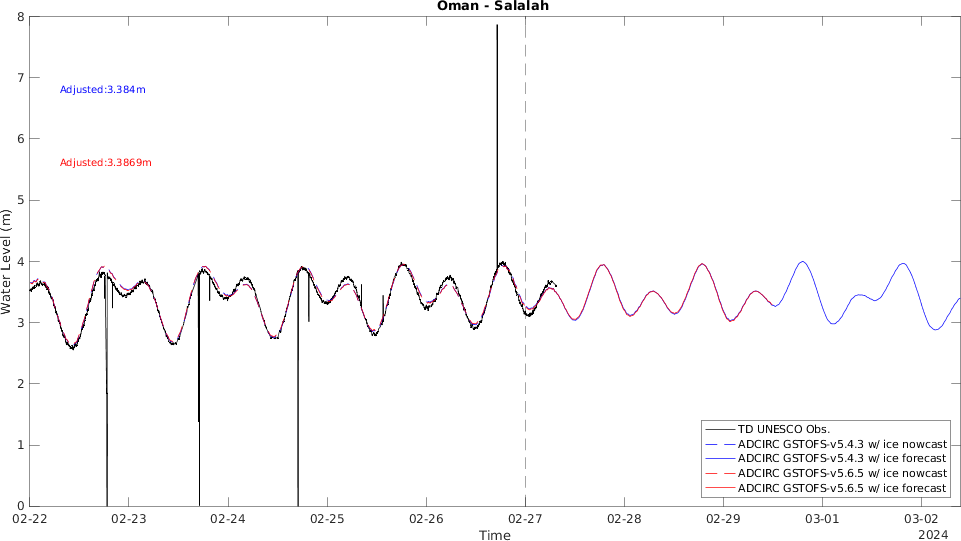 Oman - Salalah
8
7
6
5
4
3
2
1
0
Water Level (m)
Adjusted:3.384m
Adjusted:3.3869m
TD UNESCO Obs.
ADCIRC GSTOFS-v5.4.3 w/ ice nowcast
ADCIRC GSTOFS-v5.4.3 w/ ice forecast
ADCIRC GSTOFS-v5.6.5 w/ ice nowcast
ADCIRC GSTOFS-v5.6.5 w/ ice forecast
02-22 02-23 02-24 02-25 02-26 02-27 02-28 02-29 03-01 03-02
Time
2024